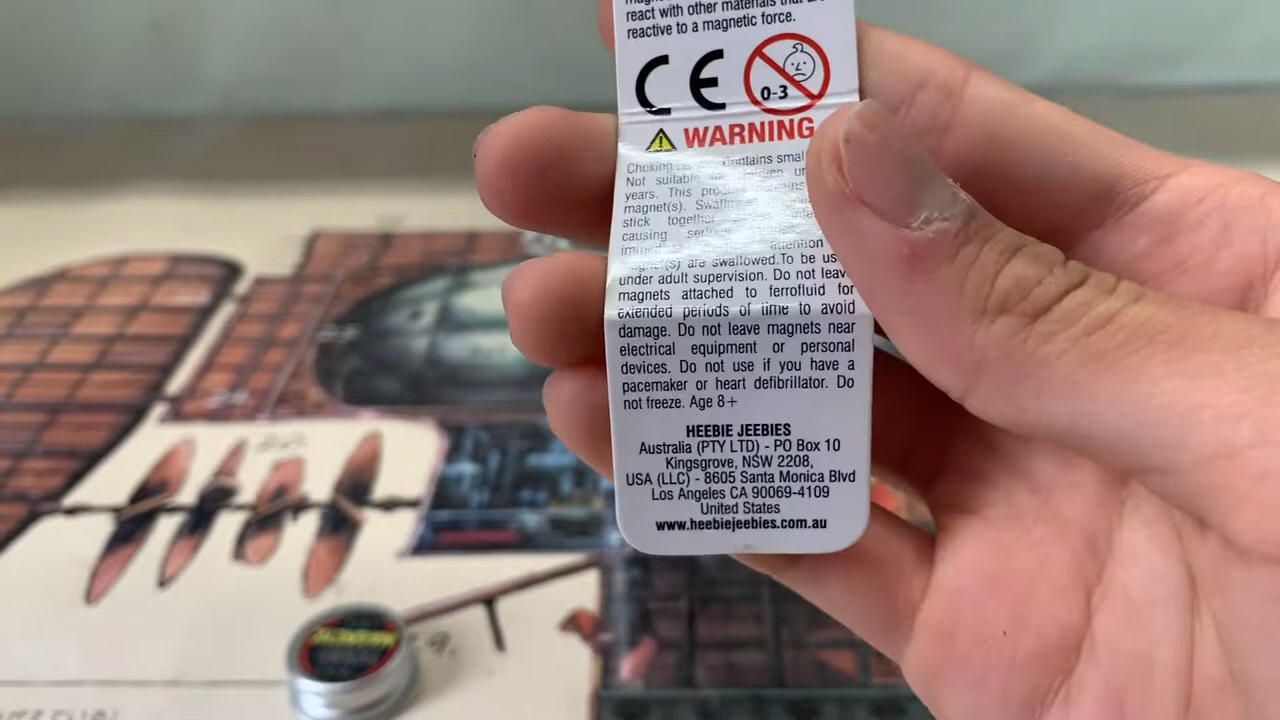 react with other materials that
reactive to a magnetic force.
CE
0-3
WARNING
Choking contains small
Not suitable
years. This
magnet(s).
stick together
causing
attention
are swallowed.To be
under adult supervision. Do not leave
magnets attached to ferrofluid for
extended periods of time to avoid
damage. Do not leave magnets near
electrical equipment or personal
devices. Do not use if you have a
pacemaker or heart defibrillator. Do
not freeze. Age 8+
HEEBIE JEEBIES
Australia (PTY LTD) - PO Box 10
Kingsgrove, NSW 2208,
USA (LLC) - 8605 Santa Monica Blvd
Los Angeles CA 90069-4109
United States
www.heebiejeebies.com.au